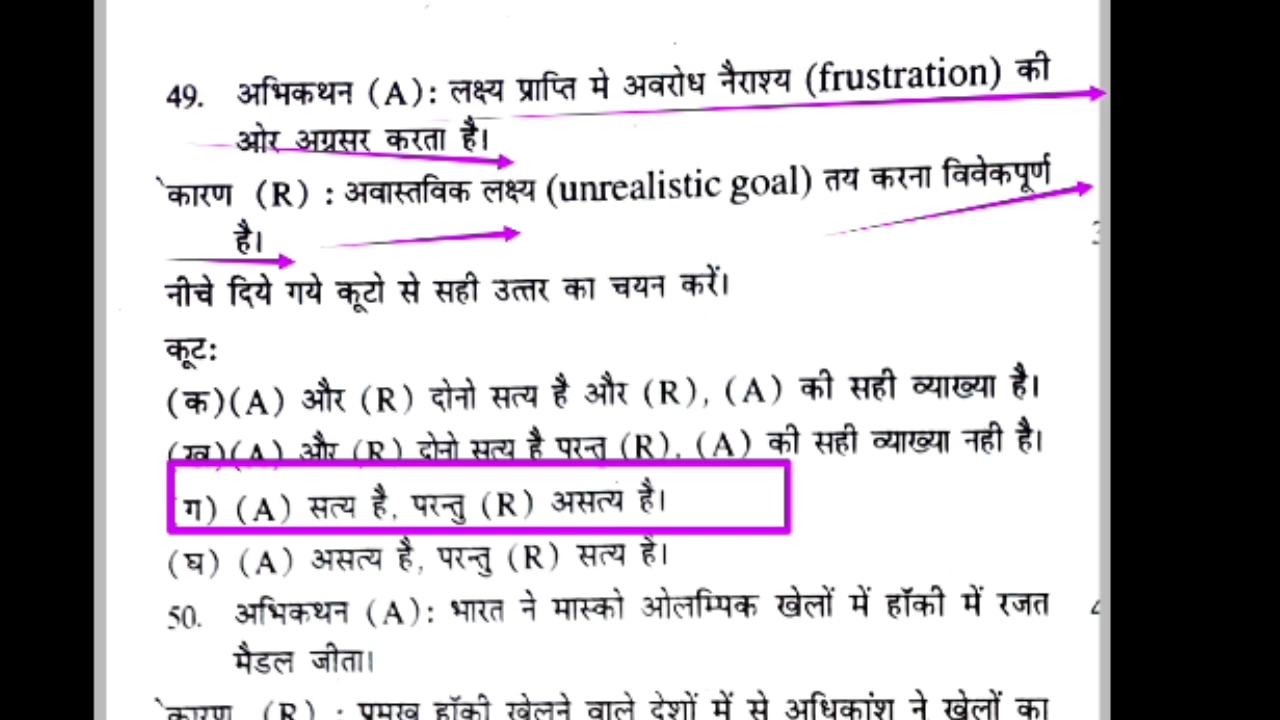 49. अभिकथन (A): लक्ष्य प्राप्ति मे अवरोध नैराश्य (frustration) की
ओर अग्रसर करता है।
कारण (R) : अवास्तविक लक्ष्य (unrealistic goal) तय करना विवेकपूर्ण
है।
नीचे दिये गये कूटो से सही उत्तर का चयन करें।
कूट:
(क)(A) और (R) दोनो सत्य है और (R), (A) की सही व्याख्या है।
(ख)(A) और (R) दोनो सत्य है परन्तु (R), (A) की सही व्याख्या नही है।
ग) (A) सत्य है, परन्तु (R) असत्य है।
(घ) (A) असत्य है, परन्तु (R) सत्य है।
50. अभिकथन (A): भारत ने मास्को ओलम्पिक खेलों में हॉकी में रजत
मैडल जीता।
कारण (R) : प्रमुख हॉकी खेलने वाले देशों में से अधिकांश ने खेलों का